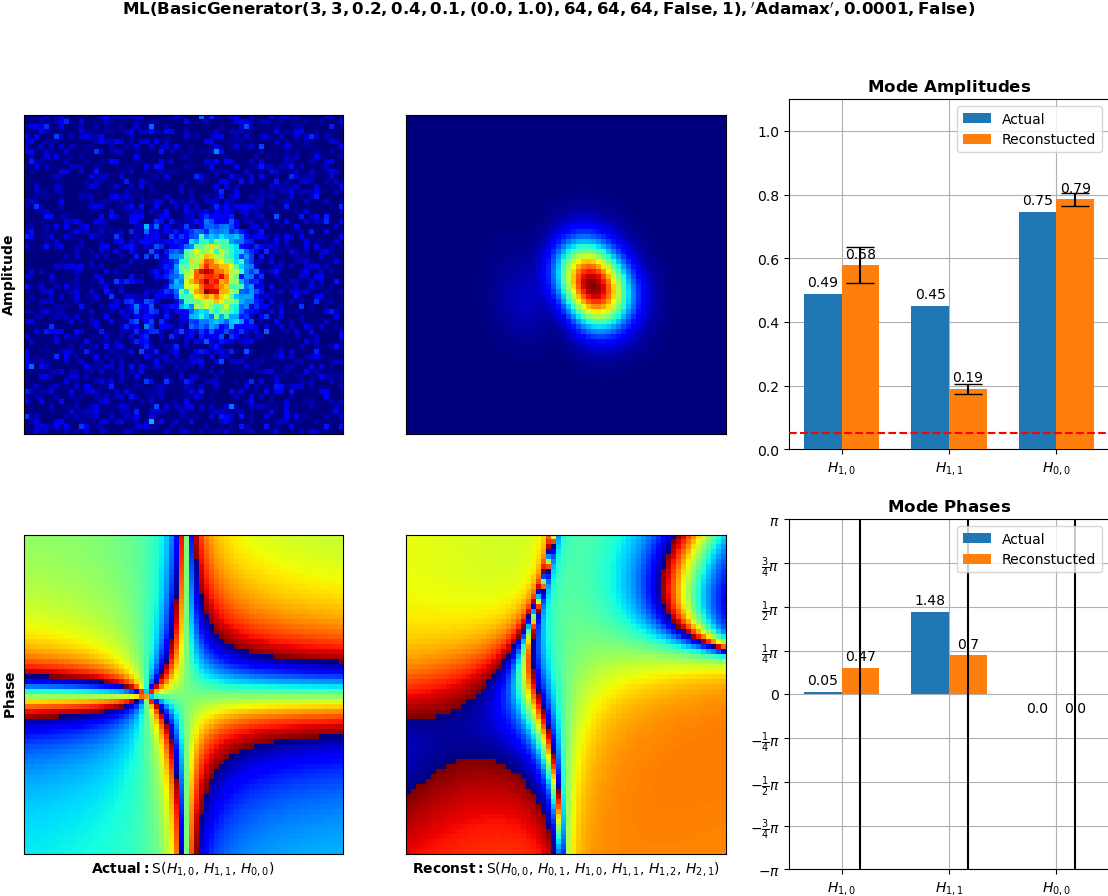 ML(BasicGenerator(3, 3, 0.2, 0.4, 0.1, (0.0, 1.0), 64, 64, 64, False, 1), ′Adamax′, 0.0001, False)
Amplitude
Mode Amplitudes
Actual
Reconstucted
1.0
0.8
0.6
0.4
0.2
0.0
0.49
0.58
0.45
0.19
0.75
0.79
H1, 0
H1, 1
H0, 0
Phase
Actual: S(H1, 0, H1, 1, H0, 0)
Reconst: S(H0, 0, H0, 1, H1, 0, H1, 1, H1, 2, H2, 1)
Mode Phases
Actual
Reconstucted
π
3/4π
1/2π
1/4π
0
−1/4π
−1/2π
−3/4π
−π
0.05
0.47
1.48
0.7
0.0
0.0
H1, 0
H1, 1
H0, 0